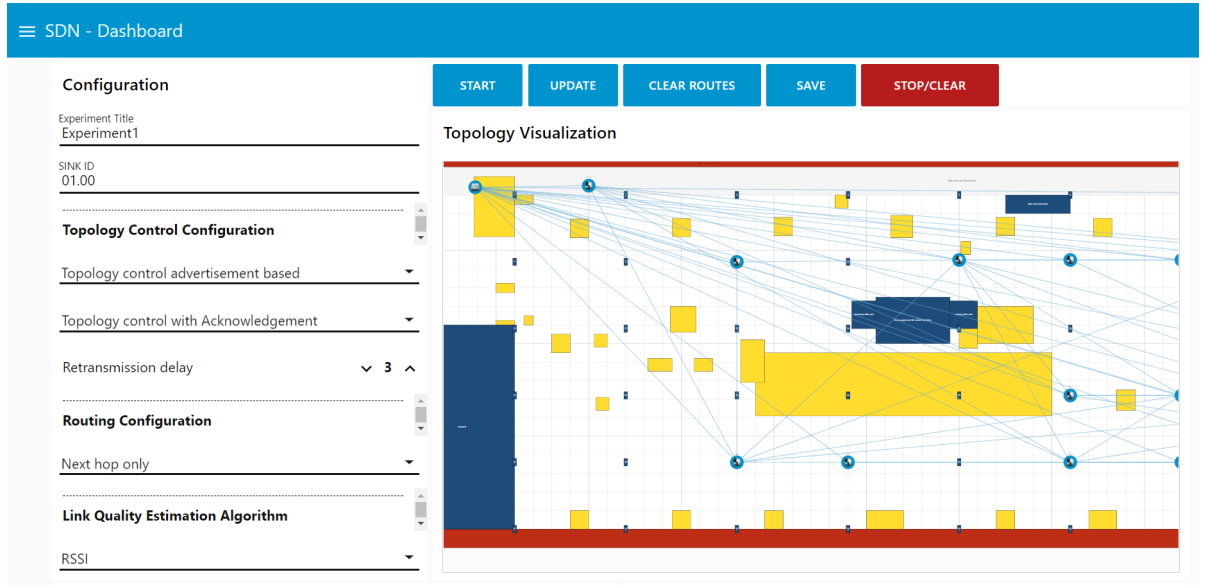 SDN - Dashboard
Configuration
Experiment Title
Experiment1
SINK ID
01.00
Topology Control Configuration
Topology control advertisement based
Topology control with Acknowledgement
Retransmission delay 3
Routing Configuration
Next hop only
Link Quality Estimation Algorithm
RSSI
START UPDATE CLEAR ROUTES SAVE STOP/CLEAR
Topology Visualization